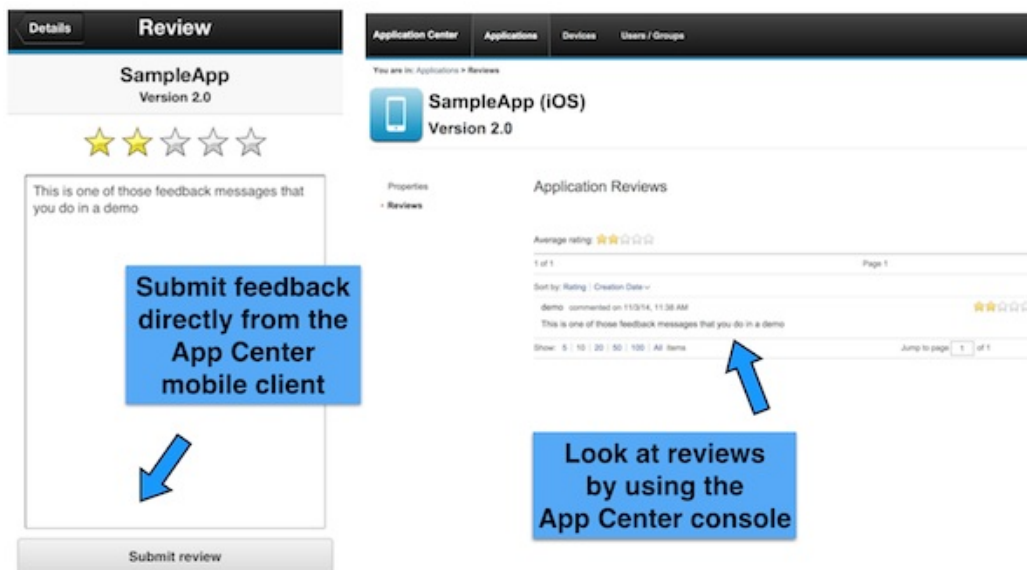 Details
Review
SampleApp
Version 2.0
This is one of those feedback messages that
you do in a demo
Submit feedback
directly from the
App Center
mobile client
Submit review
Application Center
Applications
Devices
Users / Groups
You are in: Applications > Reviews
SampleApp (iOS)
Version 2.0
Properties
Reviews
Application Reviews
Average rating:
1 of 1
Page 1
Sort by: Rating | Creation Date
demo commented on 11/3/14, 11:38 AM
This is one of those feedback messages that you do in a demo
Show: 5 | 10 | 20 | 50 | 100 | All items
Jump to page 1 of 1
Look at reviews
by using the
App Center console